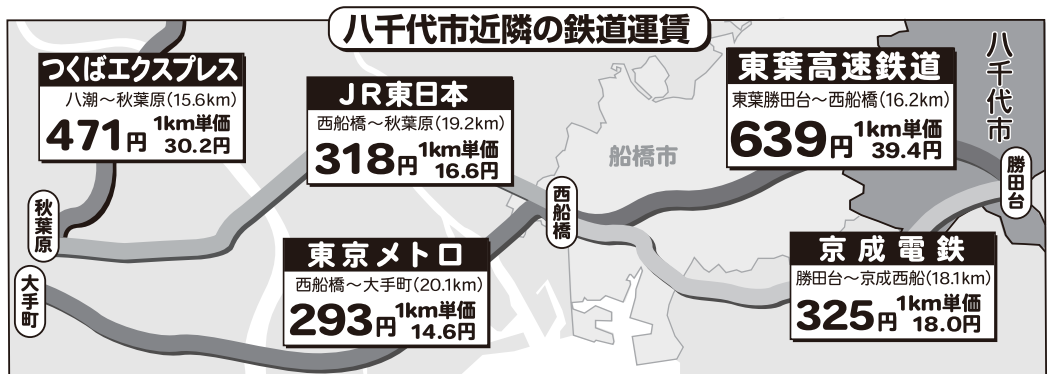 八千代市近隣の鉄道運賃
つくばエクスプレス
八潮～秋葉原(15.6km)
471円
1km単価
30.2円
JR東日本
西船橋～秋葉原(19.2km)
318円
1km単価
16.6円
東葉高速鉄道
東葉勝田台～西船橋(16.2km)
639円
1km単価
39.4円
八千代市
船橋市
勝田台
西船橋
秋葉原
大手町
東京メトロ
西船橋～大手町(20.1km)
293円
1km単価
14.6円
京成電鉄
勝田台～京成西船(18.1km)
325円
1km単価
18.0円